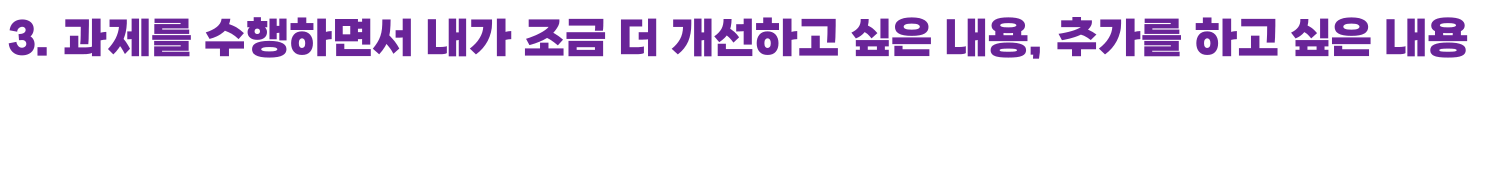 3. 과제를 수행하면서 내가 조금 더 개선하고 싶은 내용, 추가를 하고 싶은 내용